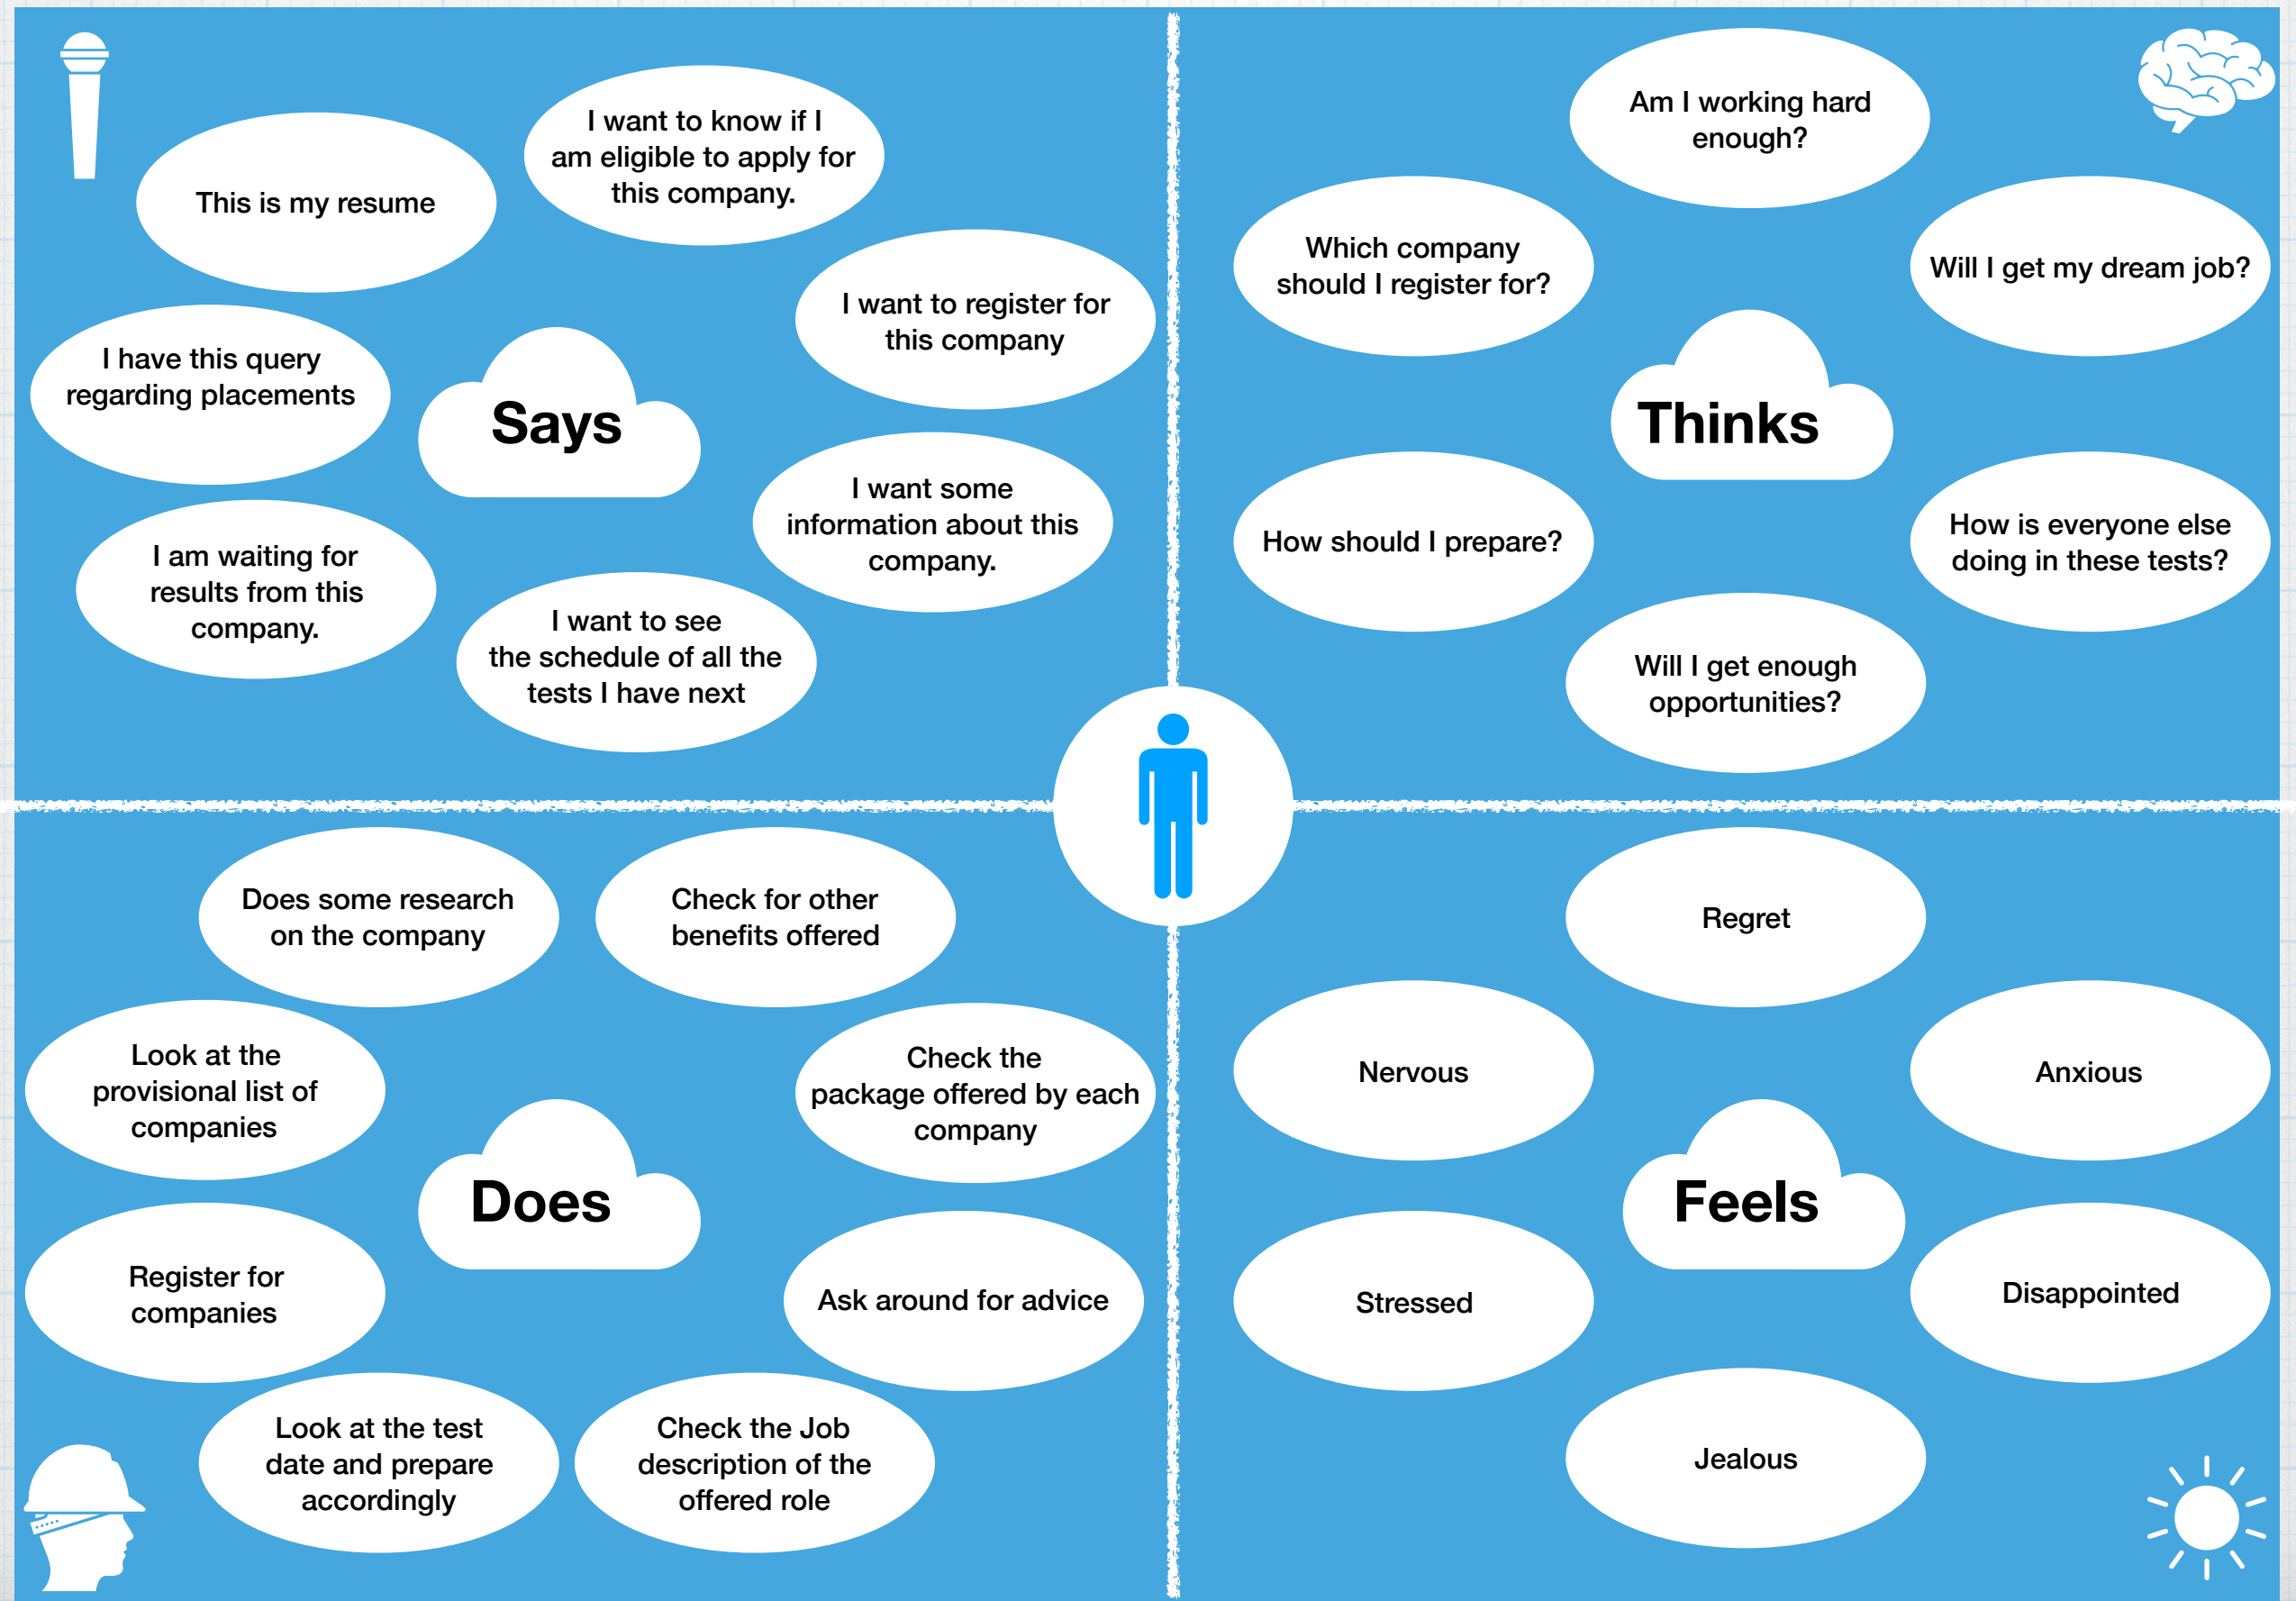 Says
This is my resume
I want to know if I
am eligible to apply for
this company.
I want to register for
this company
I have this query
regarding placements
I want some
information about this
company.
I am waiting for
results from this
company.
I want to see
the schedule of all the
tests I have next
Thinks
Am I working hard
enough?
Which company
should I register for?
Will I get my dream job?
How should I prepare?
How is everyone else
doing in these tests?
Will I get enough
opportunities?
Does
Does some research
on the company
Check for other
benefits offered
Look at the
provisional list of
companies
Check the
package offered by each
company
Register for
companies
Ask around for advice
Look at the test
date and prepare
accordingly
Check the Job
description of the
offered role
Feels
Regret
Nervous
Anxious
Stressed
Disappointed
Jealous